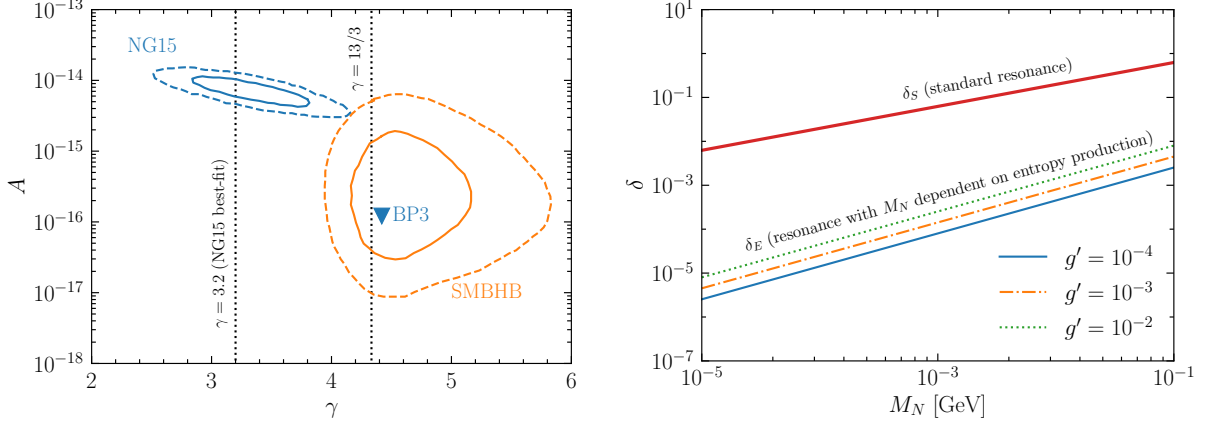 10⁻¹³
10⁻¹⁴
10⁻¹⁵
10⁻¹⁶
10⁻¹⁷
10⁻¹⁸
A
NG15
γ = 3.2 (NG15 best-fit)
γ = 13/3
BP3
SMBHB
2
3
4
5
6
γ
10¹
10⁻¹
10⁻³
10⁻⁵
10⁻⁷
δ
δ_S (standard resonance)
δ_E (resonance with M_N dependent on entropy production)
g′ = 10⁻⁴
g′ = 10⁻³
g′ = 10⁻²
10⁻⁵
10⁻³
10⁻¹
M_N [GeV]